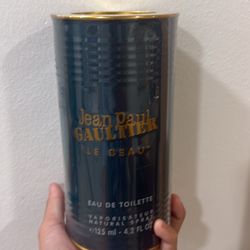 Jean Paul
GAULTIER
"LE BEAU"
EAU DE TOILETTE
VAPORISATEUR
NATURAL SPRAY
℮125 ml - 4.2 FL. OZ